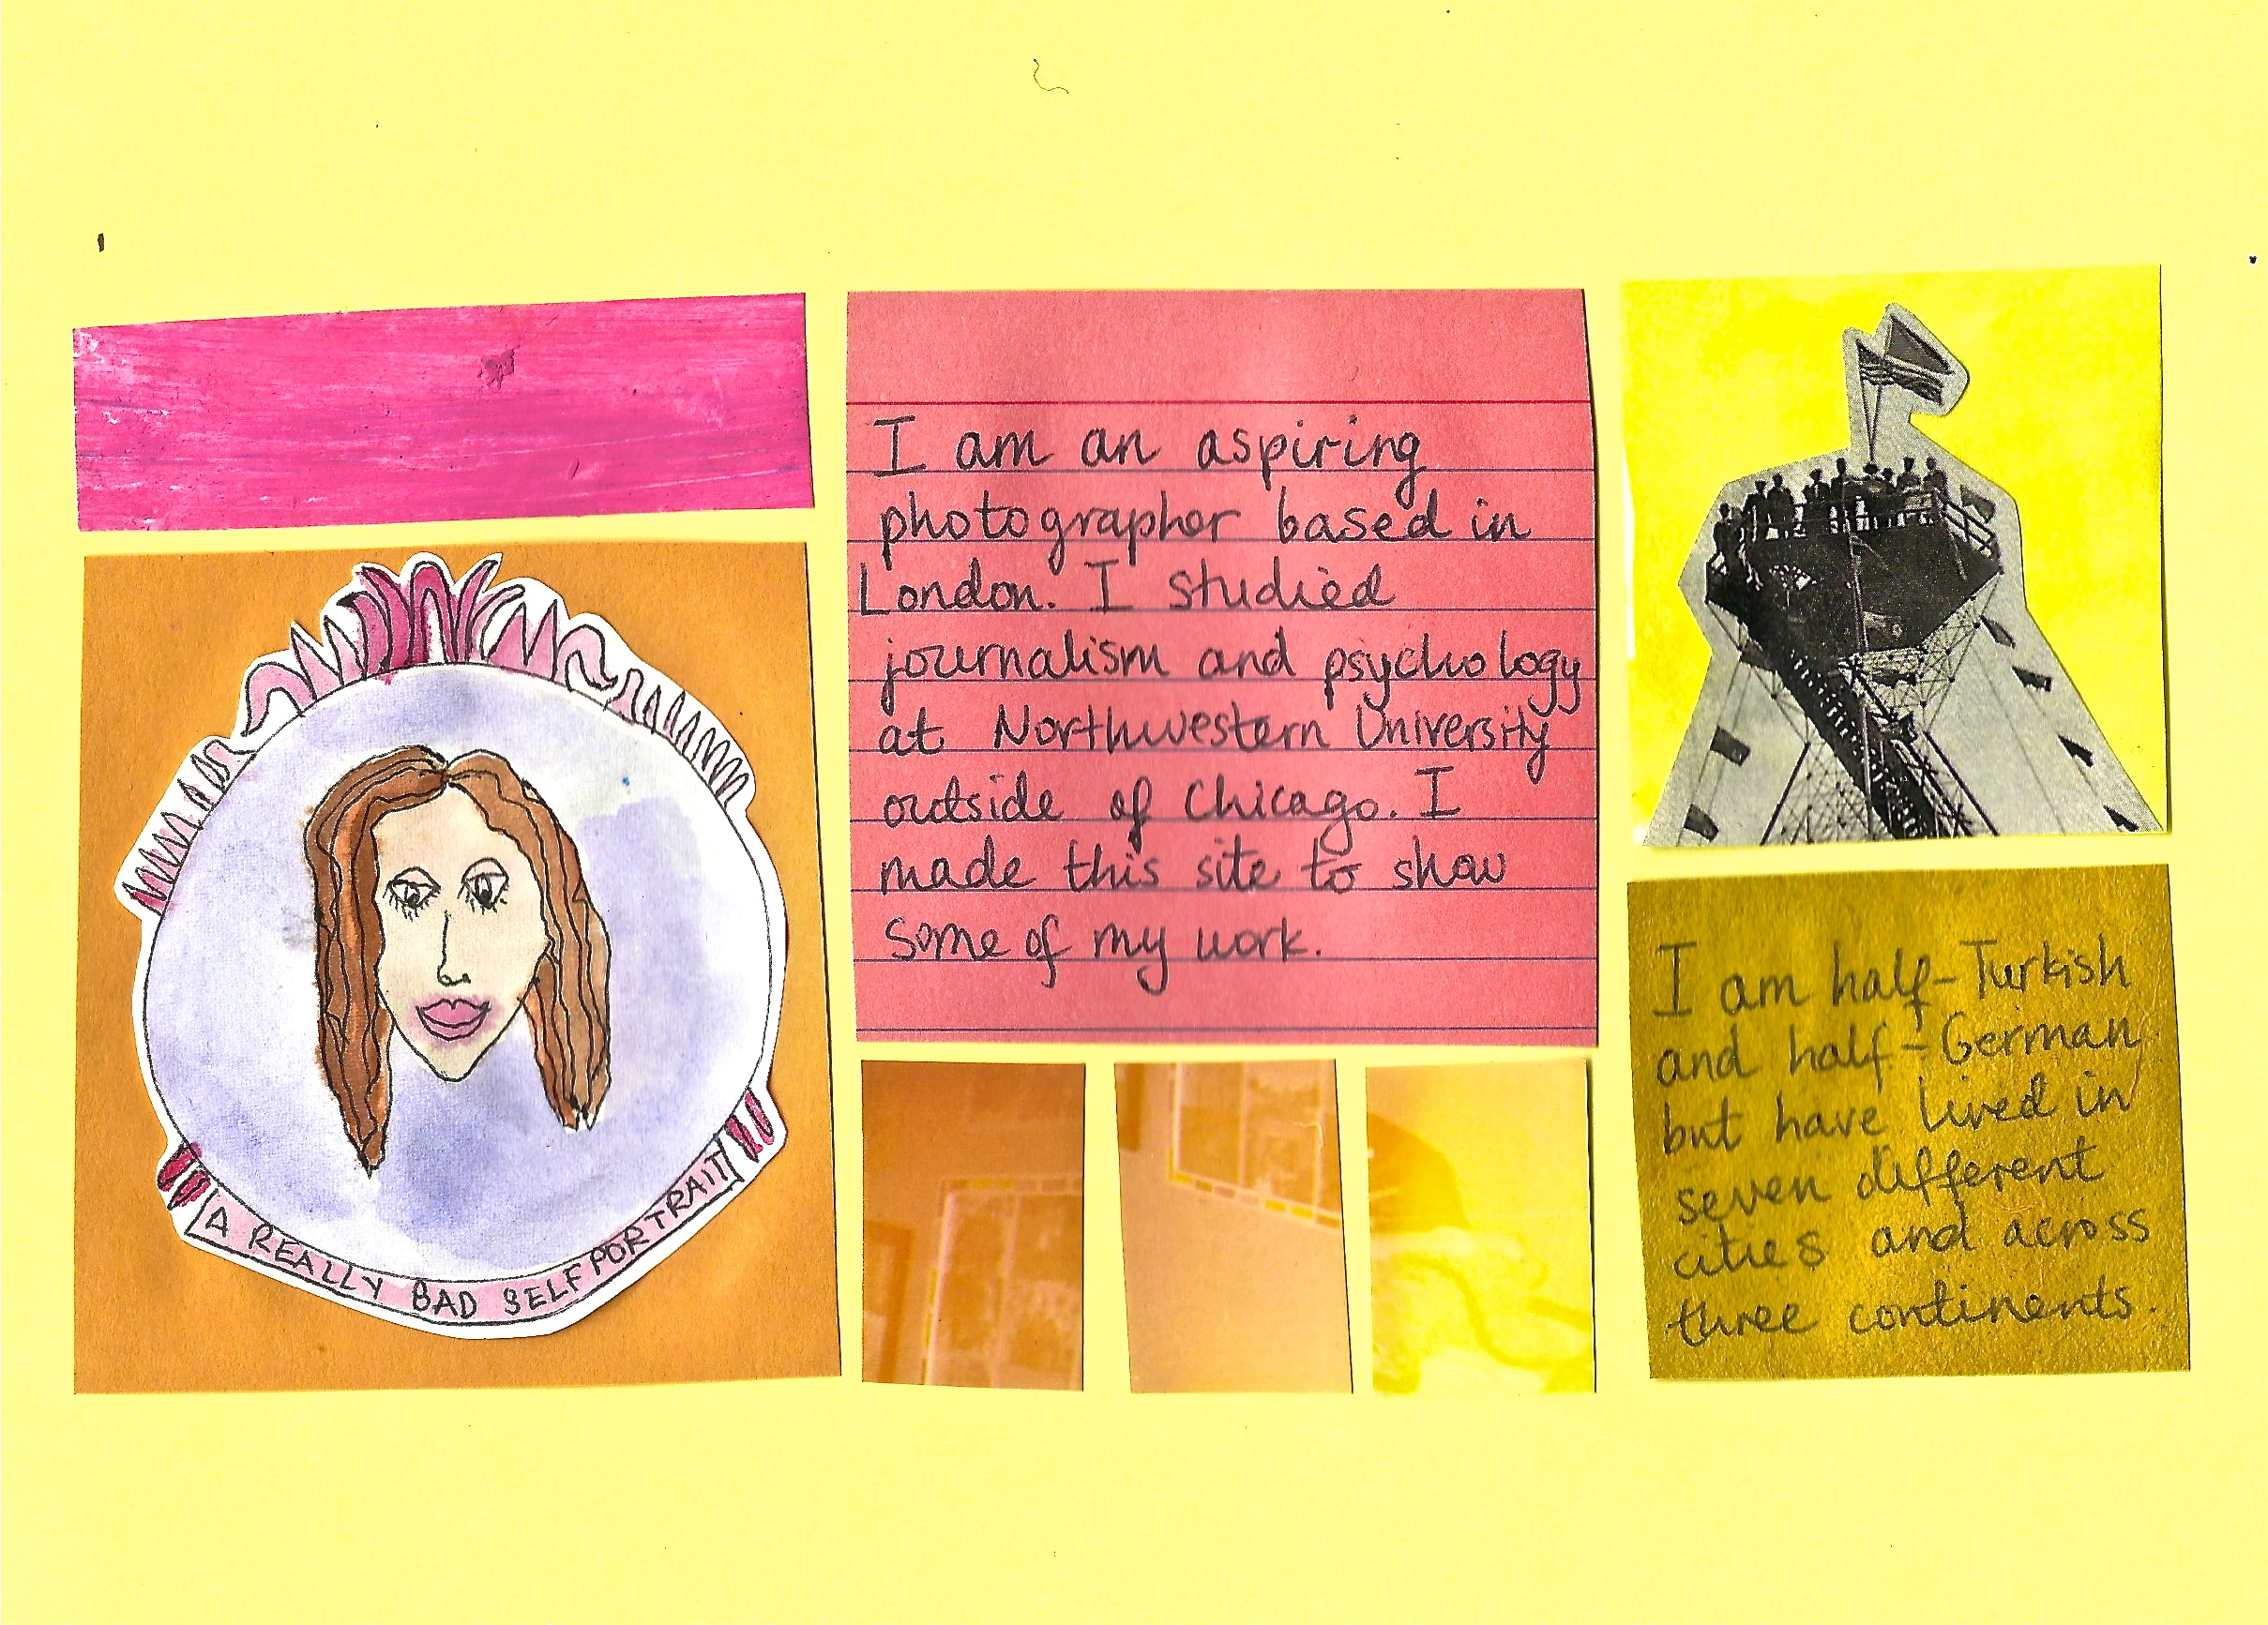 A REALLY BAD SELFPORTRAIT
I am an aspiring
photographer based in
London. I studied
journalism and psychology
at Northwestern University
outside of Chicago. I
made this site to show
some of my work.
I am half-Turkish
and half-German
but have lived in
seven different
cities and across
three continents.